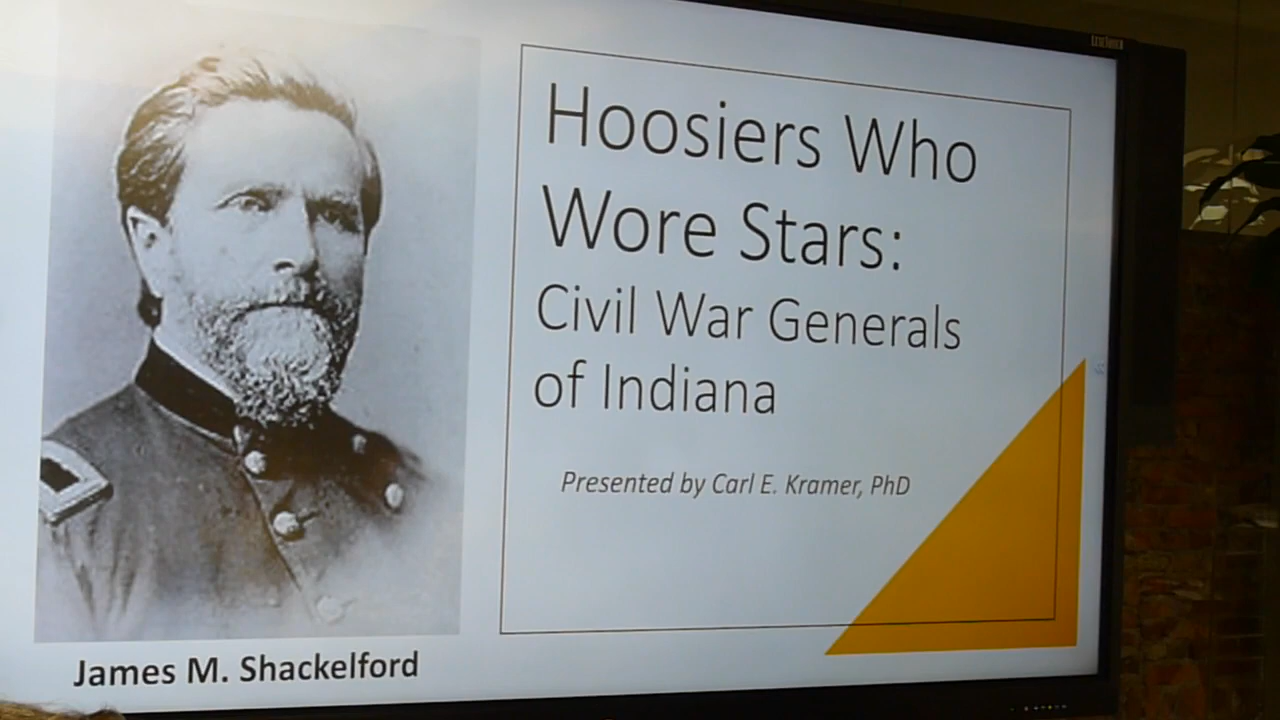 Hoosiers Who
Wore Stars:
Civil War Generals
of Indiana
Presented by Carl E. Kramer, PhD
James M. Shackelford